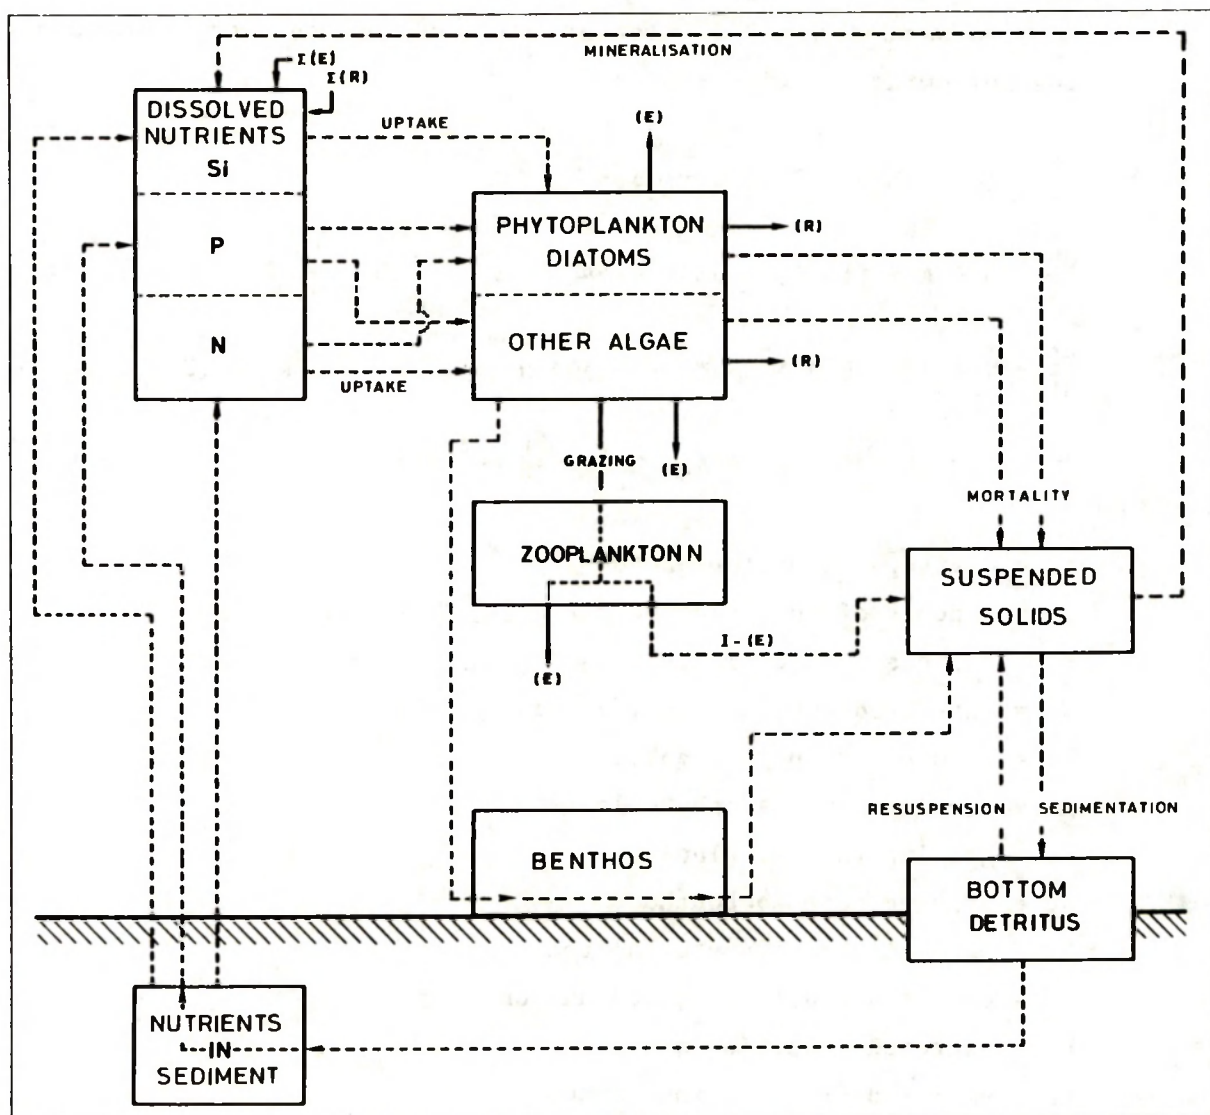 MINERALISATION
Σ(E)
Σ(R)
DISSOLVED
NUTRIENTS
Si
P
N
UPTAKE
UPTAKE
(E)
PHYTOPLANKTON
DIATOMS
OTHER ALGAE
(R)
(R)
GRAZING
(E)
MORTALITY
ZOOPLANKTON N
SUSPENDED
SOLIDS
I-(E)
(E)
RESUSPENSION
SEDIMENTATION
BENTHOS
BOTTOM
DETRITUS
NUTRIENTS
IN
SEDIMENT